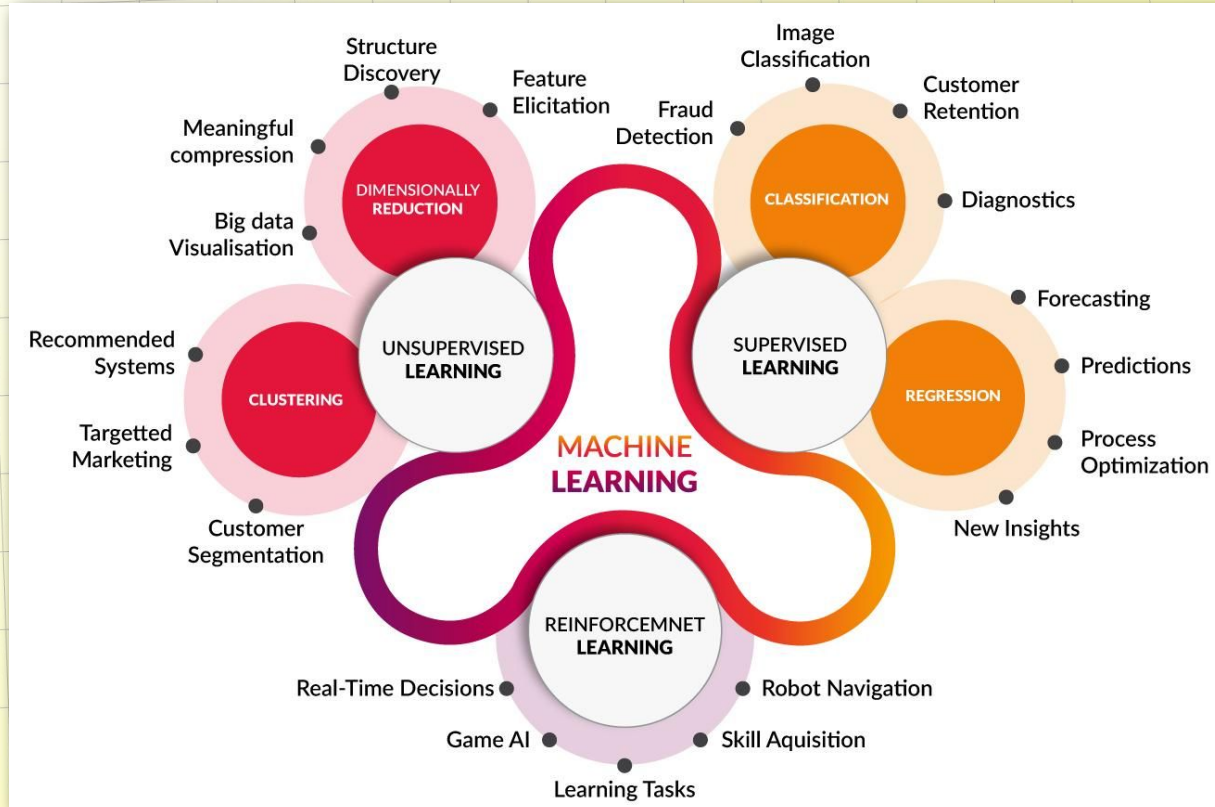 Structure
Discovery
Feature
Elicitation
Meaningful
compression
DIMENSIONALLY
REDUCTION
Big data
Visualisation
UNSUPERVISED
LEARNING
Recommended
Systems
CLUSTERING
Targetted
Marketing
Customer
Segmentation
Image
Classification
Customer
Retention
Fraud
Detection
CLASSIFICATION
Diagnostics
SUPERVISED
LEARNING
Forecasting
Predictions
REGRESSION
Process
Optimization
New Insights
MACHINE
LEARNING
REINFORCEMNET
LEARNING
Real-Time Decisions
Game AI
Learning Tasks
Skill Aquisition
Robot Navigation